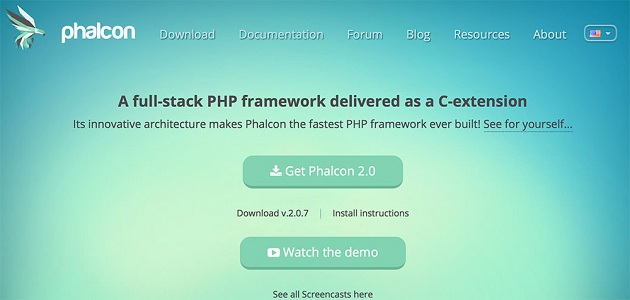 phalcon Download Documentation Forum Blog Resources About
A full-stack PHP framework delivered as a C-extension
Its innovative architecture makes Phalcon the fastest PHP framework ever built! See for yourself...
Get Phalcon 2.0
Download v.2.0.7 | Install instructions
Watch the demo
See all Screencasts here